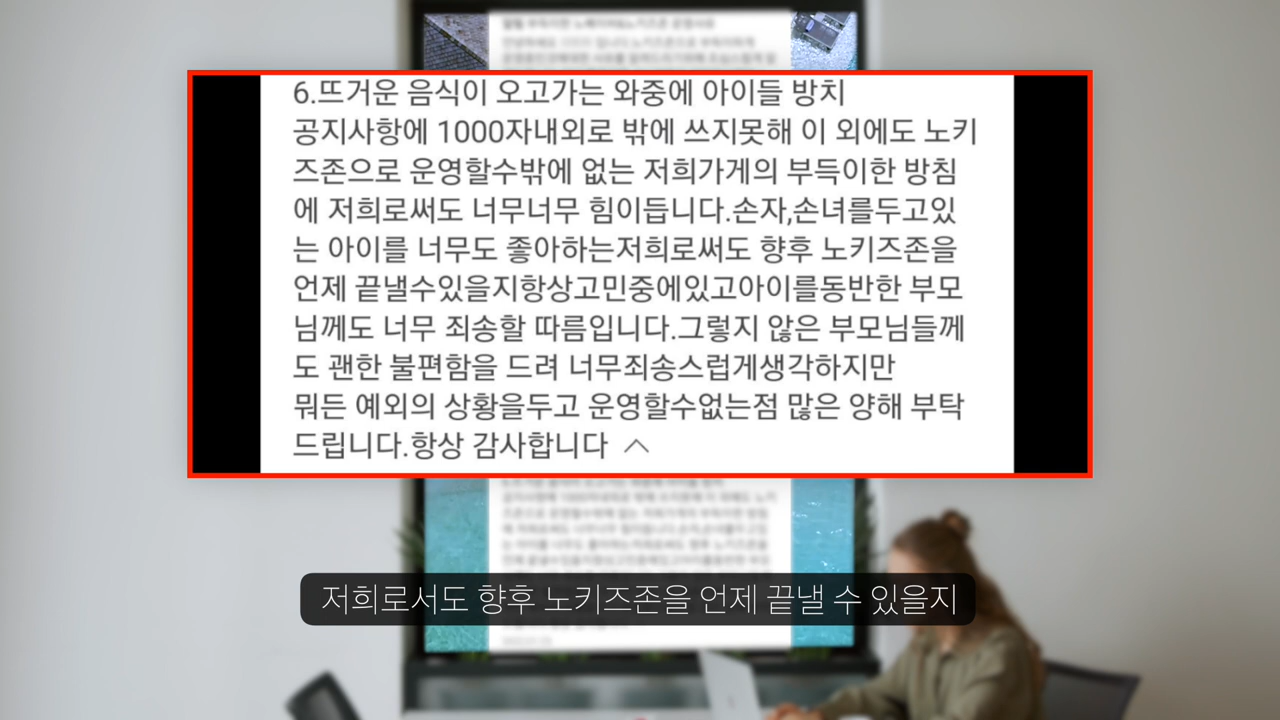 6.뜨거운 음식이 오고가는 와중에 아이들 방치
공지사항에 1000자내외로 밖에 쓰지못해 이 외에도 노키
즈존으로 운영할수밖에 없는 저희가게의 부득이한 방침
에 저희로써도 너무너무 힘이듭니다.손자,손녀를두고있
는 아이를 너무도 좋아하는저희로써도 향후 노키즈존을
언제 끝낼수있을지항상고민중에있고아이를동반한 부모
님께도 너무 죄송할 따름입니다.그렇지 않은 부모님들께
도 괜한 불편함을 드려 너무죄송스럽게생각하지만
뭐든 예외의 상황을두고 운영할수없는점 많은 양해 부탁
드립니다.항상 감사합니다 ㅅ
저희로서도 향후 노키즈존을 언제 끝낼 수 있을지